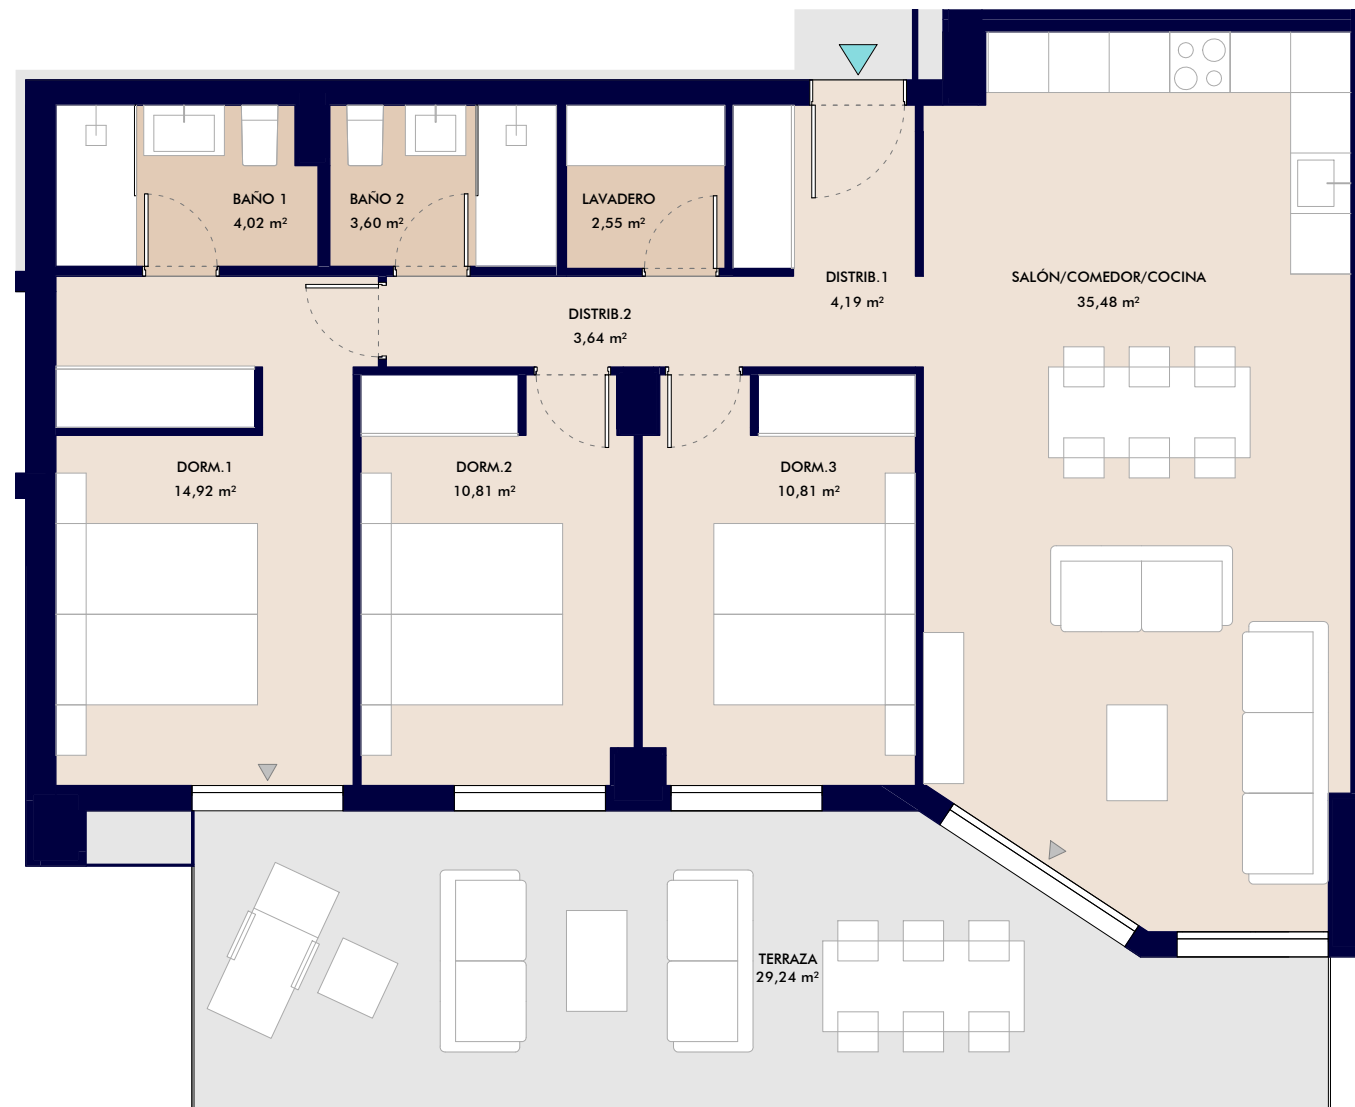 BAÑO 1
4,02 m²
BAÑO 2
3,60 m²
LAVADERO
2,55 m²
DISTRIB.1
4,19 m²
SALÓN/COMEDOR/COCINA
35,48 m²
DISTRIB.2
3,64 m²
DORM.1
14,92 m²
DORM.2
10,81 m²
DORM.3
10,81 m²
TERRAZA
29,24 m²